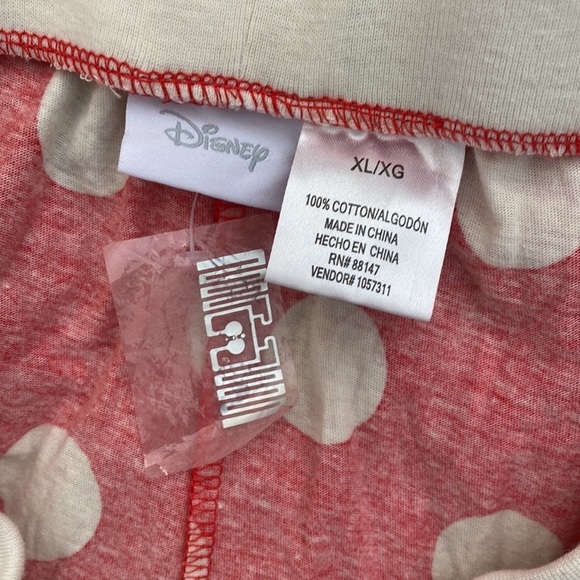 Disney
XL/XG
100% COTTON/ALGODÓN
MADE IN CHINA
HECHO EN CHINA
RN# 88147
VENDOR# 1057311